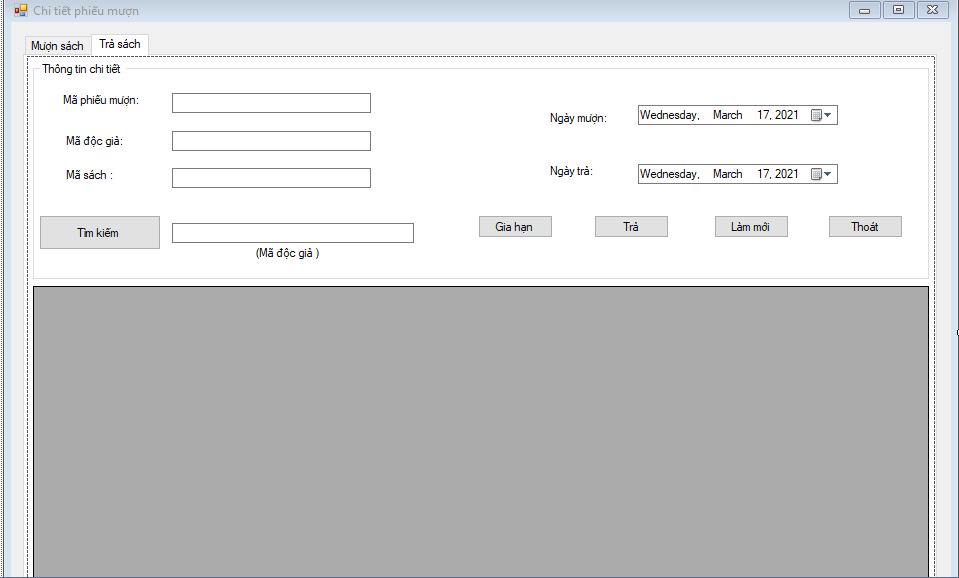 Chi tiết phiếu mượn
Mượn sách
Trả sách
Thông tin chi tiết
Mã phiếu mượn:
Mã độc giả:
Mã sách :
Ngày mượn:
Wednesday, March 17, 2021
Ngày trả:
Wednesday, March 17, 2021
Tìm kiếm
(Mã độc giả )
Gia hạn
Trả
Làm mới
Thoát